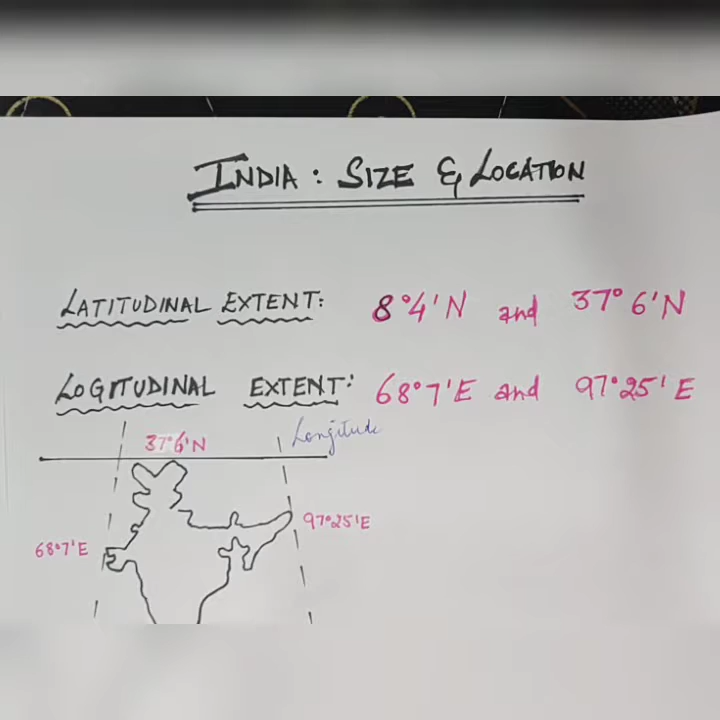 INDIA: SIZE & LOCATION
LATITUDINAL EXTENT: 8°4'N and 37°6'N
LOGITUDINAL EXTENT: 68°7'E and 97°25'E
37°6'N Longitude
97°25'E
68°7'E